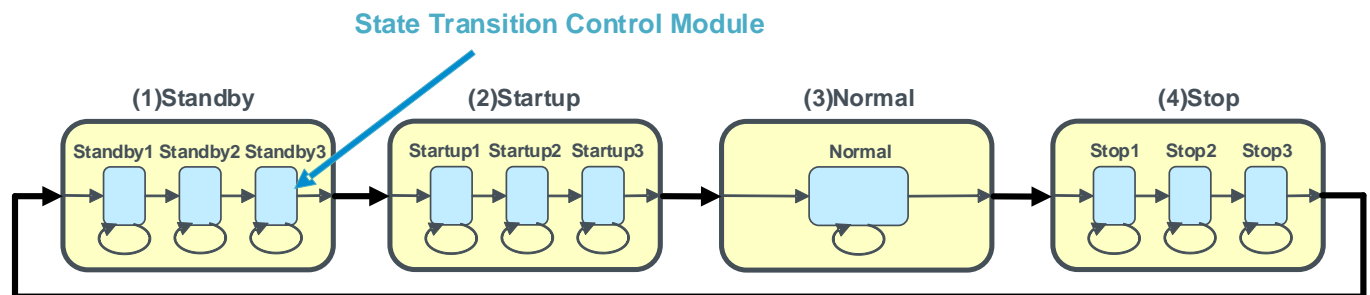 State Transition Control Module
(1)Standby
(2)Startup
(3)Normal
(4)Stop
Standby1 Standby2 Standby3
Startup1 Startup2 Startup3
Normal
Stop1 Stop2 Stop3